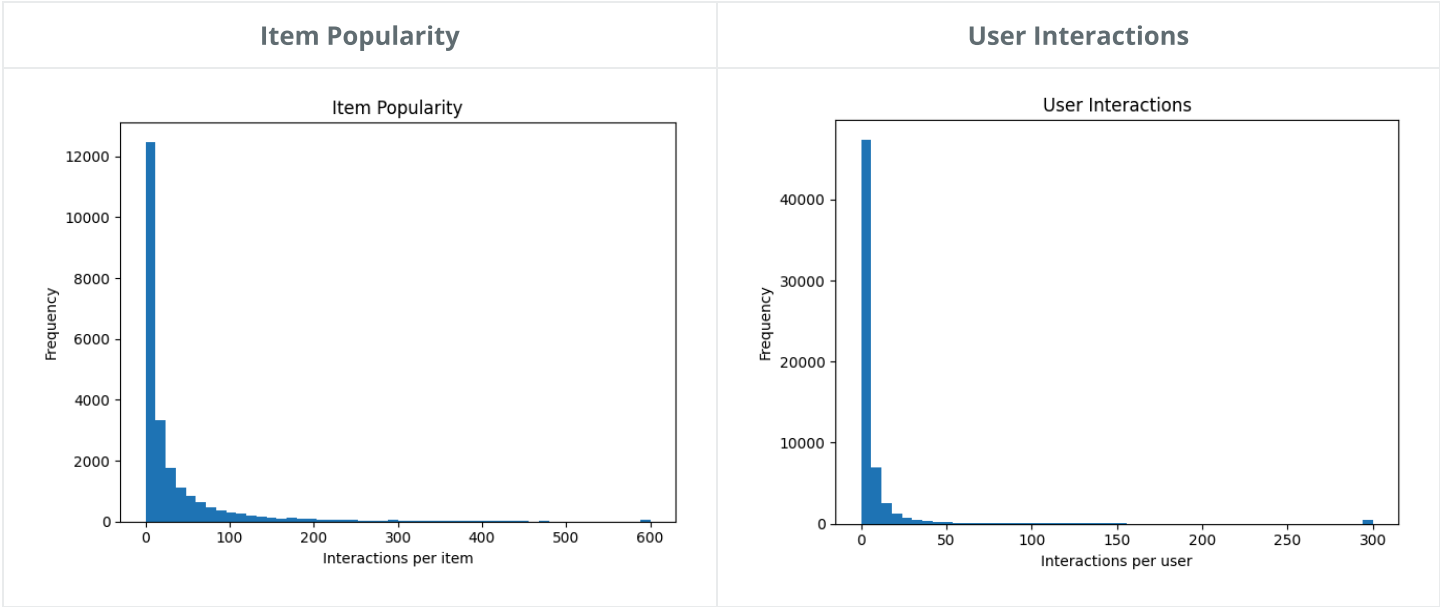 Item Popularity
User Interactions
Item Popularity
12000
10000
8000
6000
4000
2000
0
Frequency
0 100 200 300 400 500 600
Interactions per item
User Interactions
40000
30000
20000
10000
0
Frequency
0 50 100 150 200 250 300
Interactions per user